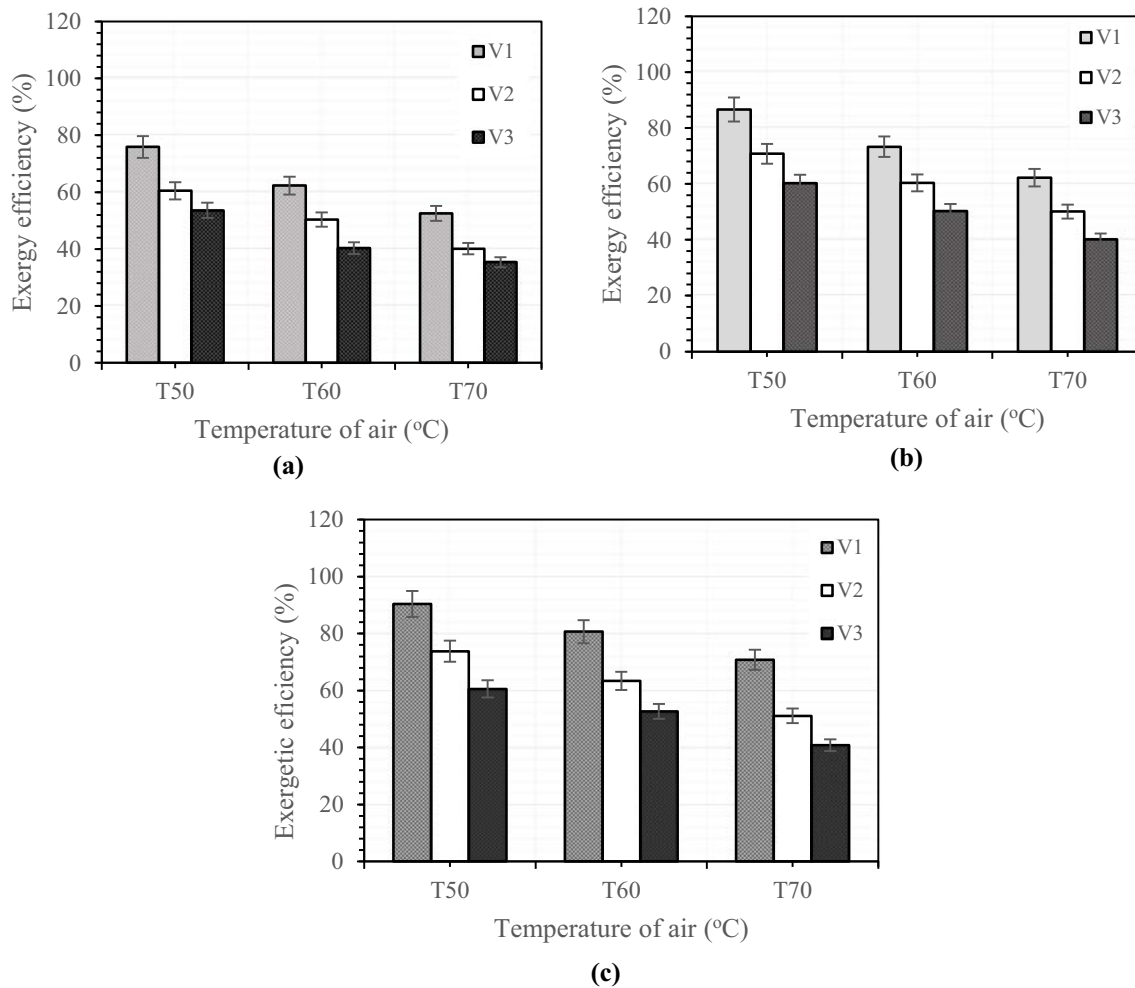 120
100
80
60
40
20
0
Exergy efficiency (%)
V1
V2
V3
T50 T60 T70
Temperature of air (°C)
(a)
120
100
80
60
40
20
0
Exergy efficiency (%)
V1
V2
V3
T50 T60 T70
Temperature of air (°C)
(b)
120
100
80
60
40
20
0
Exergetic eficiency (%)
V1
V2
V3
T50 T60 T70
Temperature of air (°C)
(c)